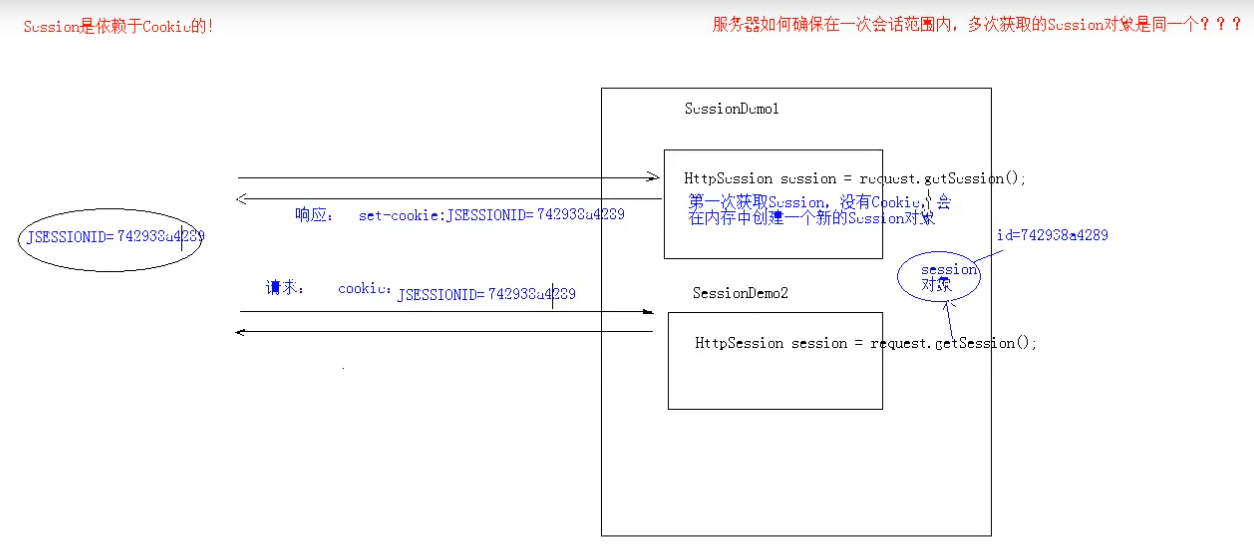 Session是依赖于Cookie的!
服务器如何确保在一次会话范围内，多次获取的Session对象是同一个？？？
SessionDemo1
HttpSession session = request.getSession();
第一次获取Session，没有Cookie，会
在内存中创建一个新的Session对象
响应： set-cookie:JSESSIONID=742938a4289
JSESSIONID=742938a4289
id=742938a4289
session
对象
请求： cookie：JSESSIONID=742938a4289
SessionDemo2
HttpSession session = request.getSession();